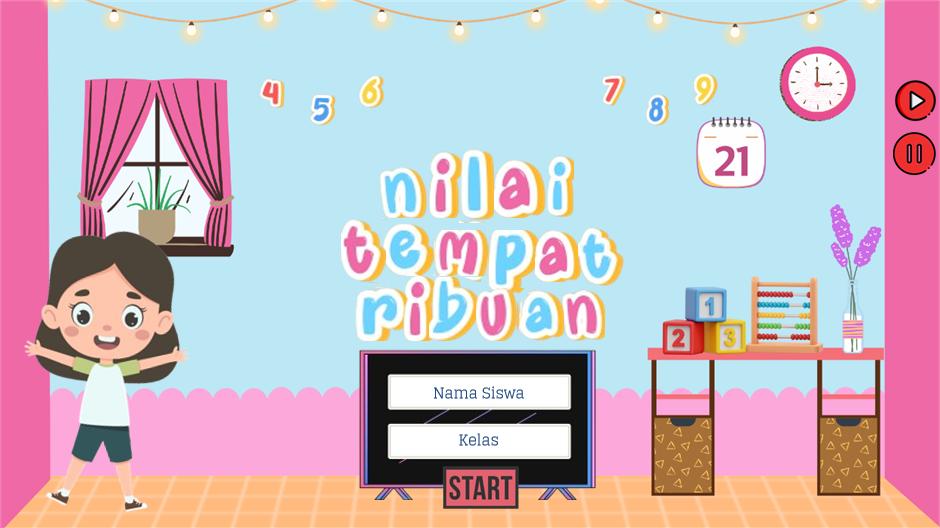 4 5 6
7 8 9
21
nilai
tempat
ribuan
1
2 3
Nama Siswa
Kelas
START